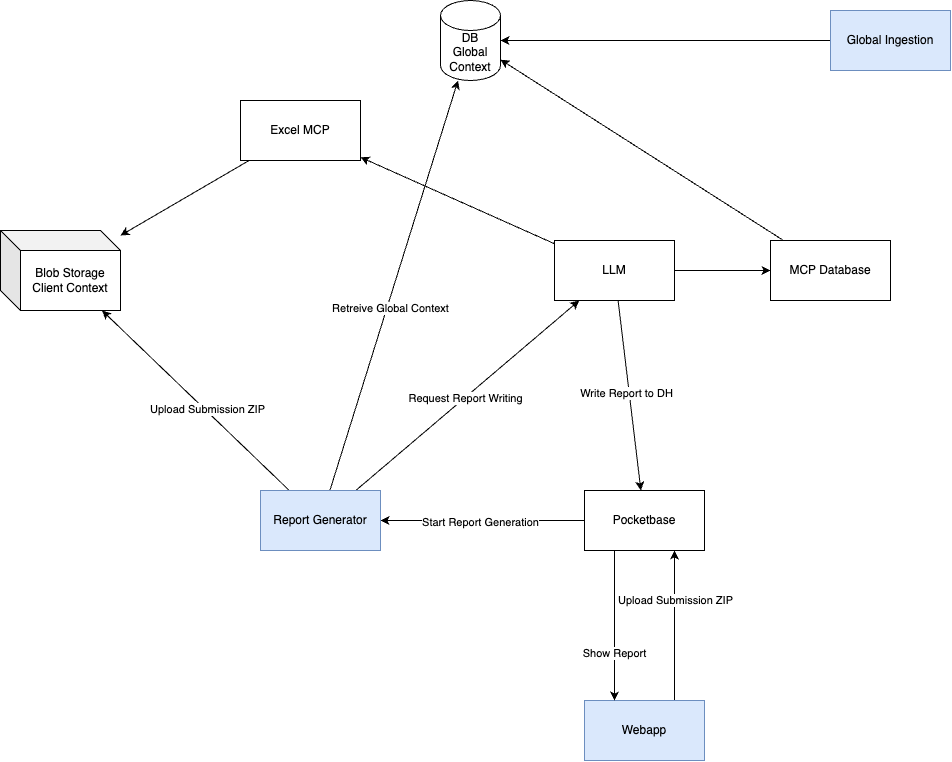 DB
Global
Context
Global Ingestion
Excel MCP
Blob Storage
Client Context
LLM
MCP Database
Retreive Global Context
Write Report to DH
Request Report Writing
Upload Submission ZIP
Report Generator
Start Report Generation
Pocketbase
Upload Submission ZIP
Show Report
Webapp